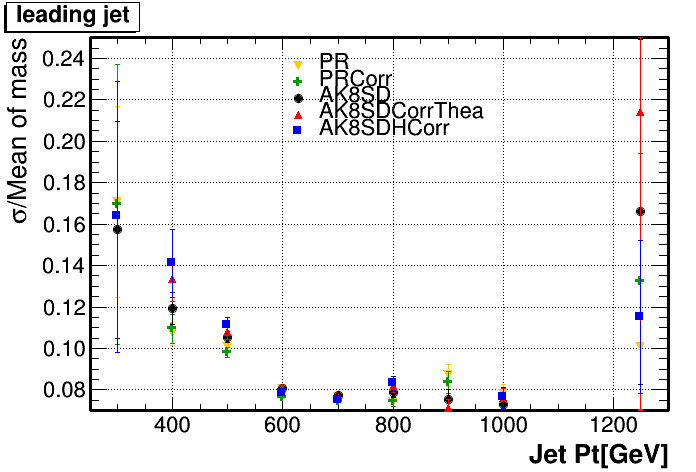 leading jet
σ/Mean of mass
0.24
0.22
0.20
0.18
0.16
0.14
0.12
0.10
0.08
PR
PRCorr
AK8SD
AK8SDCorrThea
AK8SDHCorr
400 600 800 1000 1200
Jet Pt[GeV]